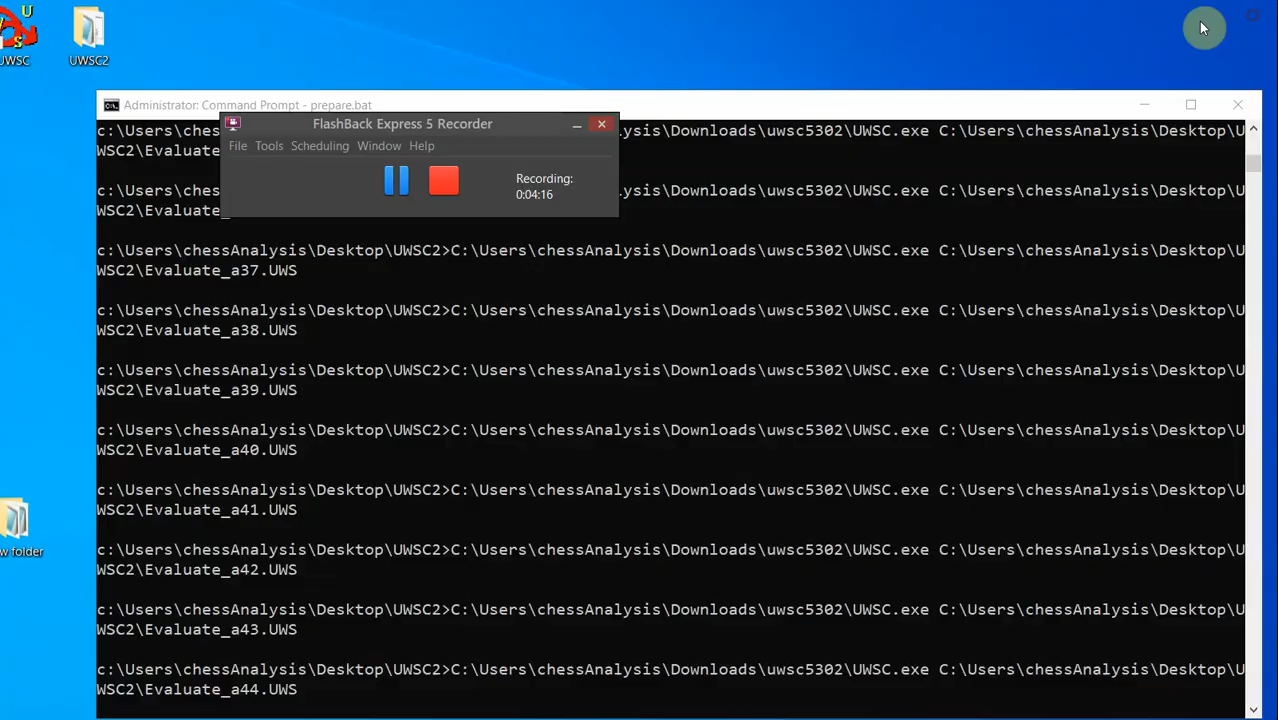 U
S
UWSC
UWSC2
Administrator: Command Prompt - prepare.bat
FlashBack Express 5 Recorder
File Tools Scheduling Window Help
Recording:
0:04:16
c:\Users\ches
lysis\Downloads\uwsc5302\UWSC.exe C:\Users\chessAnalysis\Desktop\U
WSC2\Evaluate
c:\Users\ches
lysis\Downloads\uwsc5302\UWSC.exe C:\Users\chessAnalysis\Desktop\U
WSC2\Evaluate_
c:\Users\chessAnalysis\Desktop\UWSC2>C:\Users\chessAnalysis\Downloads\uwsc5302\UWSC.exe C:\Users\chessAnalysis\Desktop\U
WSC2\Evaluate_a37.UWS
c:\Users\chessAnalysis\Desktop\UWSC2>C:\Users\chessAnalysis\Downloads\uwsc5302\UWSC.exe C:\Users\chessAnalysis\Desktop\U
WSC2\Evaluate_a38.UWS
c:\Users\chessAnalysis\Desktop\UWSC2>C:\Users\chessAnalysis\Downloads\uwsc5302\UWSC.exe C:\Users\chessAnalysis\Desktop\U
WSC2\Evaluate_a39.UWS
c:\Users\chessAnalysis\Desktop\UWSC2>C:\Users\chessAnalysis\Downloads\uwsc5302\UWSC.exe C:\Users\chessAnalysis\Desktop\U
WSC2\Evaluate_a40.UWS
c:\Users\chessAnalysis\Desktop\UWSC2>C:\Users\chessAnalysis\Downloads\uwsc5302\UWSC.exe C:\Users\chessAnalysis\Desktop\U
WSC2\Evaluate_a41.UWS
c:\Users\chessAnalysis\Desktop\UWSC2>C:\Users\chessAnalysis\Downloads\uwsc5302\UWSC.exe C:\Users\chessAnalysis\Desktop\U
WSC2\Evaluate_a42.UWS
c:\Users\chessAnalysis\Desktop\UWSC2>C:\Users\chessAnalysis\Downloads\uwsc5302\UWSC.exe C:\Users\chessAnalysis\Desktop\U
WSC2\Evaluate_a43.UWS
c:\Users\chessAnalysis\Desktop\UWSC2>C:\Users\chessAnalysis\Downloads\uwsc5302\UWSC.exe C:\Users\chessAnalysis\Desktop\U
WSC2\Evaluate_a44.UWS
w folder